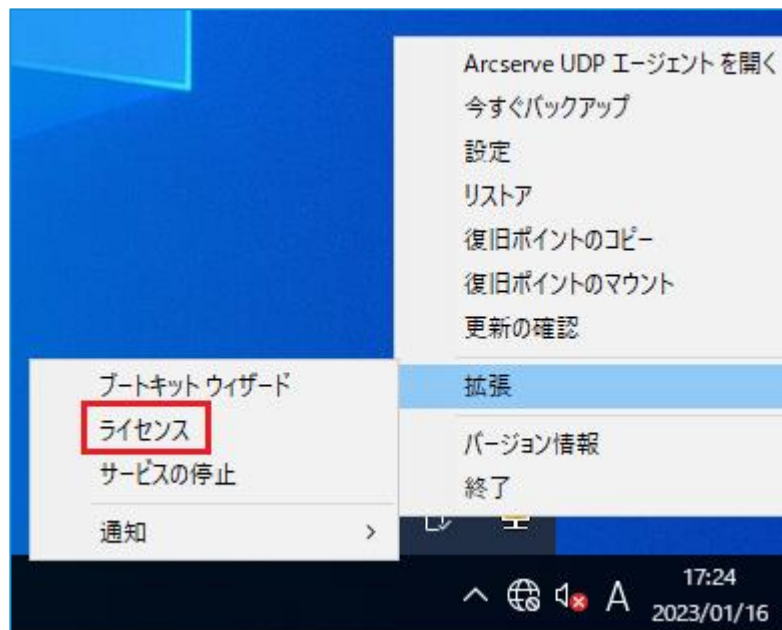 Arcserve UDP エージェント を開く
今すぐバックアップ
設定
リストア
復旧ポイントのコピー
復旧ポイントのマウント
更新の確認
拡張
バージョン情報
終了
ブートキット ウィザード
ライセンス
サービスの停止
通知
A
17:24
2023/01/16